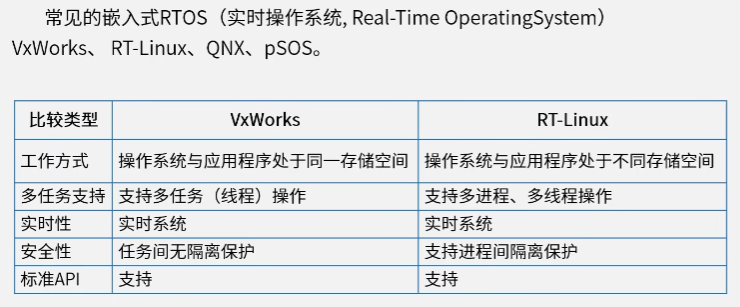 常见的嵌入式RTOS（实时操作系统, Real-Time OperatingSystem）
VxWorks、 RT-Linux、QNX、pSOS。
比较类型 VxWorks RT-Linux
工作方式 操作系统与应用程序处于同一存储空间 操作系统与应用程序处于不同存储空间
多任务支持 支持多任务（线程）操作 支持多进程、多线程操作
实时性 实时系统 实时系统
安全性 任务间无隔离保护 支持进程间隔离保护
标准API 支持 支持